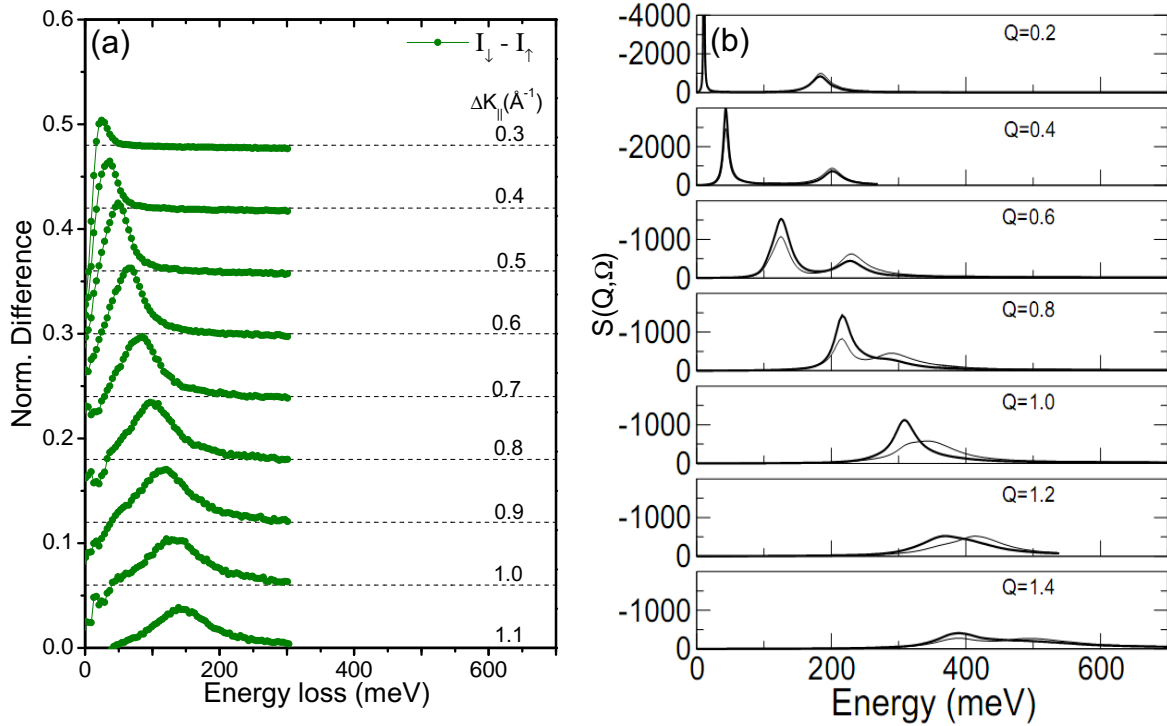 (a)
I↓ - I↑
ΔK||(Å⁻¹)
0.6
0.5
0.4
0.3
0.2
0.1
0.0
Norm. Difference
0.3
0.4
0.5
0.6
0.7
0.8
0.9
1.0
1.1
0
200
400
600
Energy loss (meV)
(b)
S(Q,Ω)
-4000
-2000
0
Q=0.2
-2000
0
Q=0.4
-1000
0
Q=0.6
-1000
0
Q=0.8
-1000
0
Q=1.0
-1000
0
Q=1.2
-1000
0
Q=1.4
0
200
400
600
Energy (meV)